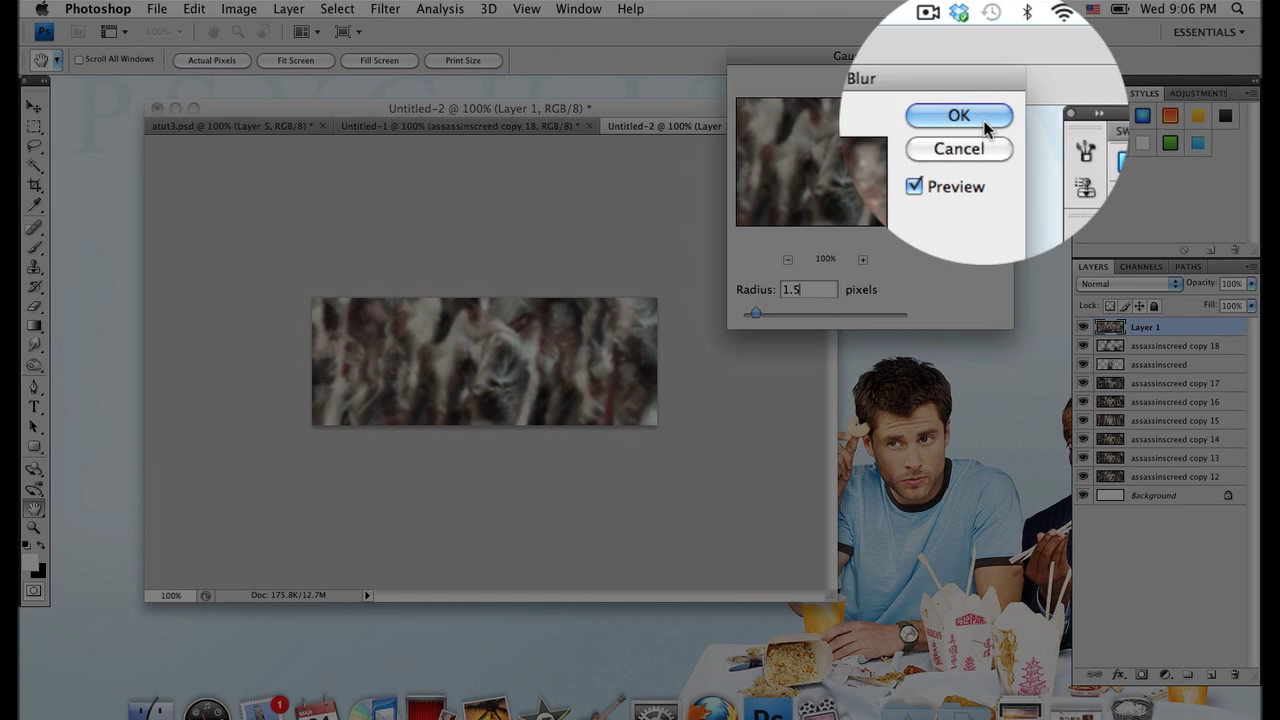 Photoshop File Edit Image Layer Select Filter Analysis 3D View Window Help Wed 9:06 PM
Ps 100% ESSENTIALS
Scroll All Windows Actual Pixels Fit Screen Fill Screen Print Size
Blur
OK
Cancel
Preview
100%
Radius: 1.5 pixels
Untitled-2 @ 100% (Layer 1, RGB/8) *
atut3.psd @ 100% (Layer 5, RGB/8) * Untitled-1 @ 100% (assassinscreed copy 18, RGB/8) * Untitled-2 @ 100% (Layer
100% Doc: 175.8K/12.7M
STYLES ADJUSTMENTS
LAYERS CHANNELS PATHS
Normal Opacity: 100%
Lock: Fill: 100%
Layer 1
assassinscreed copy 18
assassinscreed
assassinscreed copy 17
assassinscreed copy 16
assassinscreed copy 15
assassinscreed copy 14
assassinscreed copy 13
assassinscreed copy 12
Background
1
Ps